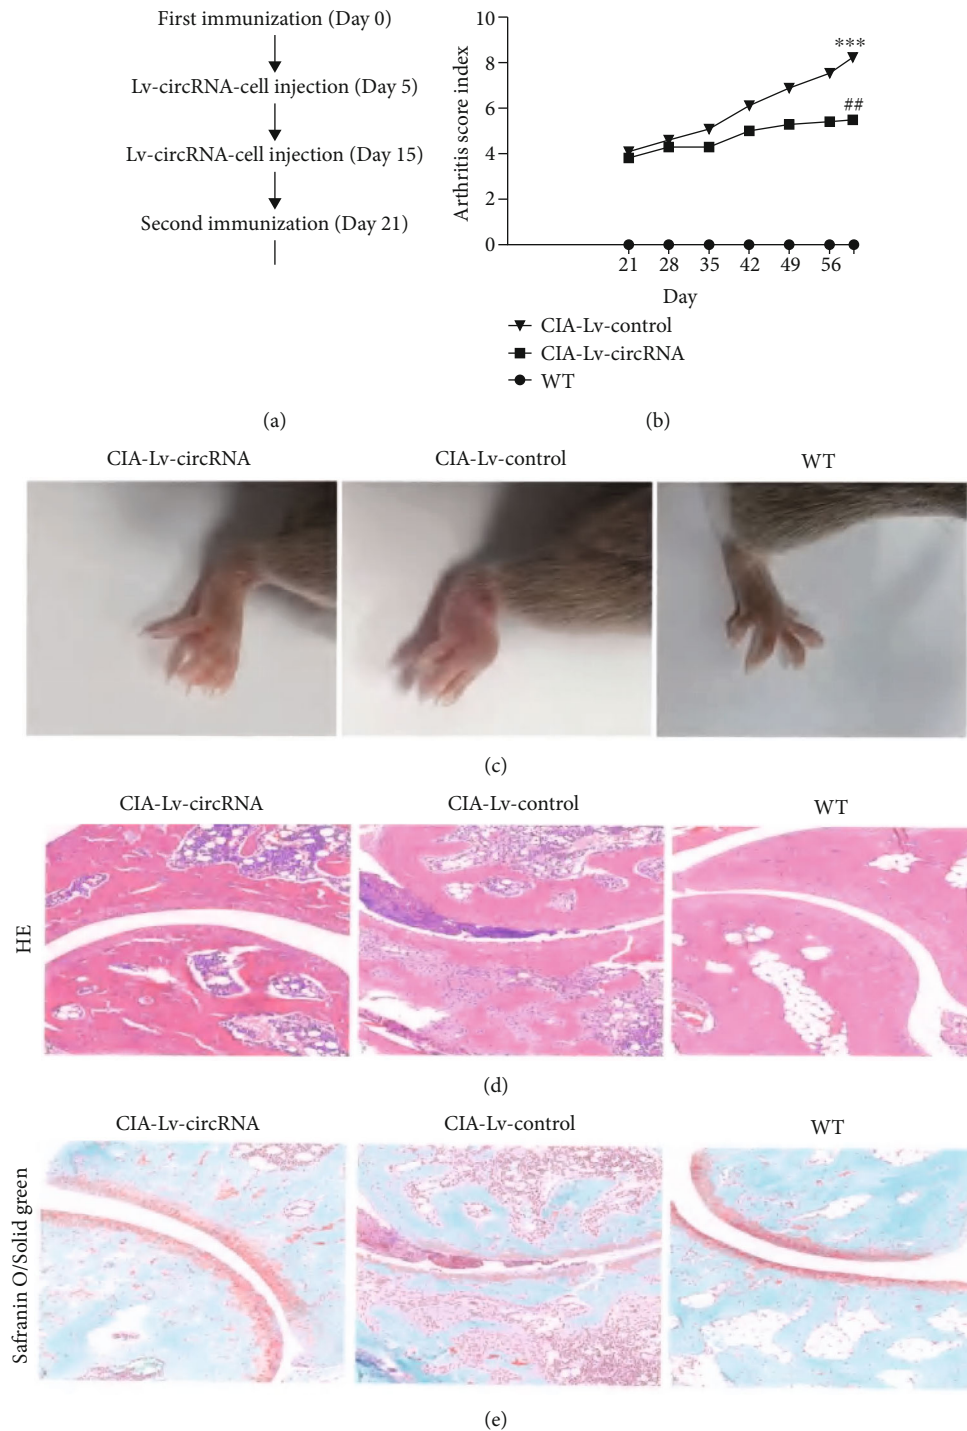 First immunization (Day 0)
Lv-circRNA-cell injection (Day 5)
Lv-circRNA-cell injection (Day 15)
Second immunization (Day 21)
(a)
Arthritis score index
10
8
6
4
2
0
***
##
21 28 35 42 49 56
Day
CIA-Lv-control
CIA-Lv-circRNA
WT
(b)
CIA-Lv-circRNA CIA-Lv-control WT
(c)
CIA-Lv-circRNA CIA-Lv-control WT
HE
(d)
CIA-Lv-circRNA CIA-Lv-control WT
Safranin O/Solid green
(e)